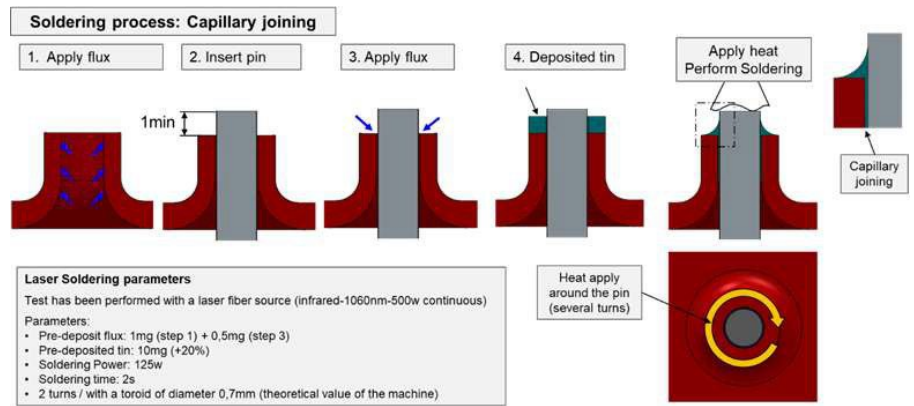 Soldering process: Capillary joining
1. Apply flux
2. Insert pin
3. Apply flux
4. Deposited tin
Apply heat
Perform Soldering
1min
Capillary
joining
Laser Soldering parameters
Test has been performed with a laser fiber source (infrared-1060nm-500w continuous)
Parameters:
• Pre-deposit flux: 1mg (step 1) + 0,5mg (step 3)
• Pre-deposited tin: 10mg (+20%)
• Soldering Power: 125w
• Soldering time: 2s
• 2 turns / with a toroid of diameter 0,7mm (theoretical value of the machine)
Heat apply
around the pin
(several turns)